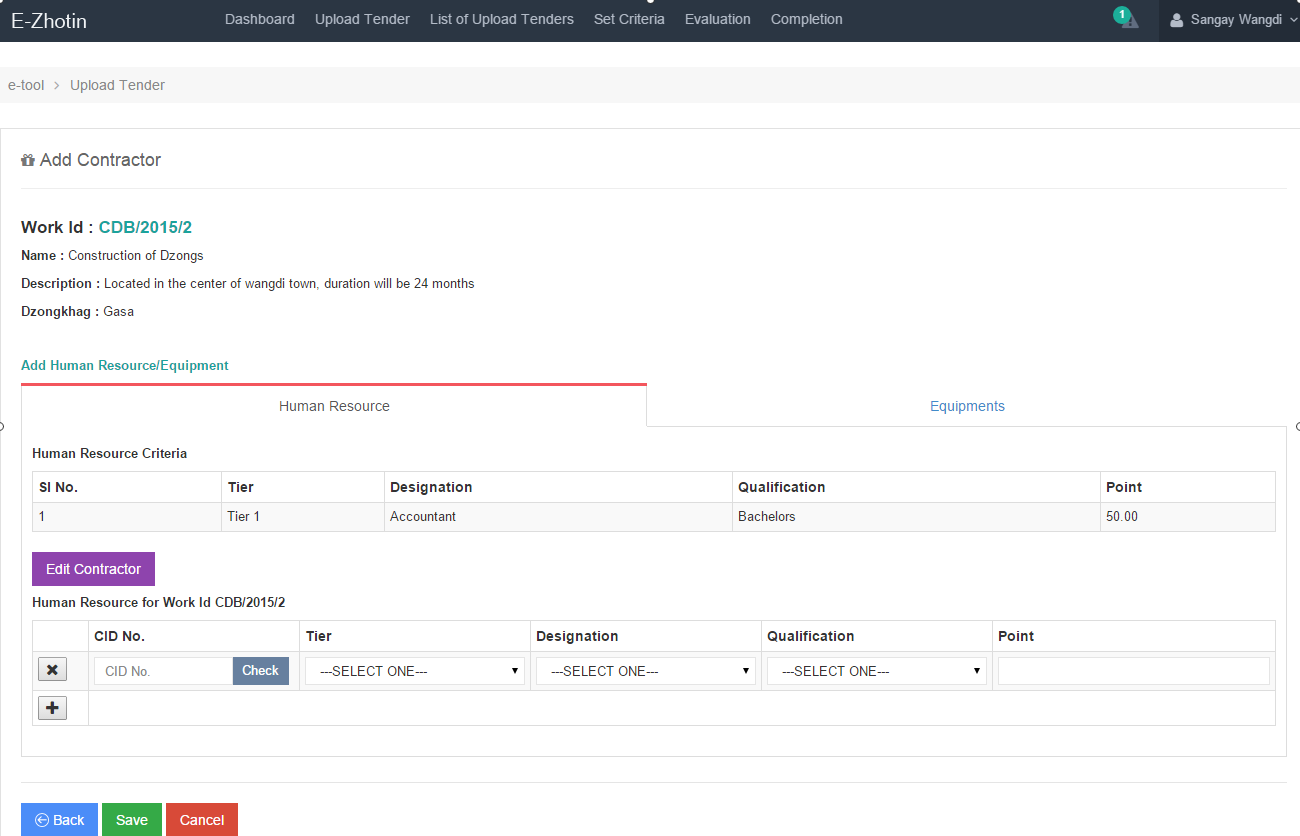 E-Zhotin Dashboard Upload Tender List of Upload Tenders Set Criteria Evaluation Completion 1 Sangay Wangdi
e-tool > Upload Tender
Add Contractor
Work Id : CDB/2015/2
Name : Construction of Dzongs
Description : Located in the center of wangdi town, duration will be 24 months
Dzongkhag : Gasa
Add Human Resource/Equipment
Human Resource Equipments
Human Resource Criteria
Sl No. Tier Designation Qualification Point
1 Tier 1 Accountant Bachelors 50.00
Edit Contractor
Human Resource for Work Id CDB/2015/2
CID No. Tier Designation Qualification Point
CID No. Check ---SELECT ONE--- ---SELECT ONE--- ---SELECT ONE---
Back Save Cancel